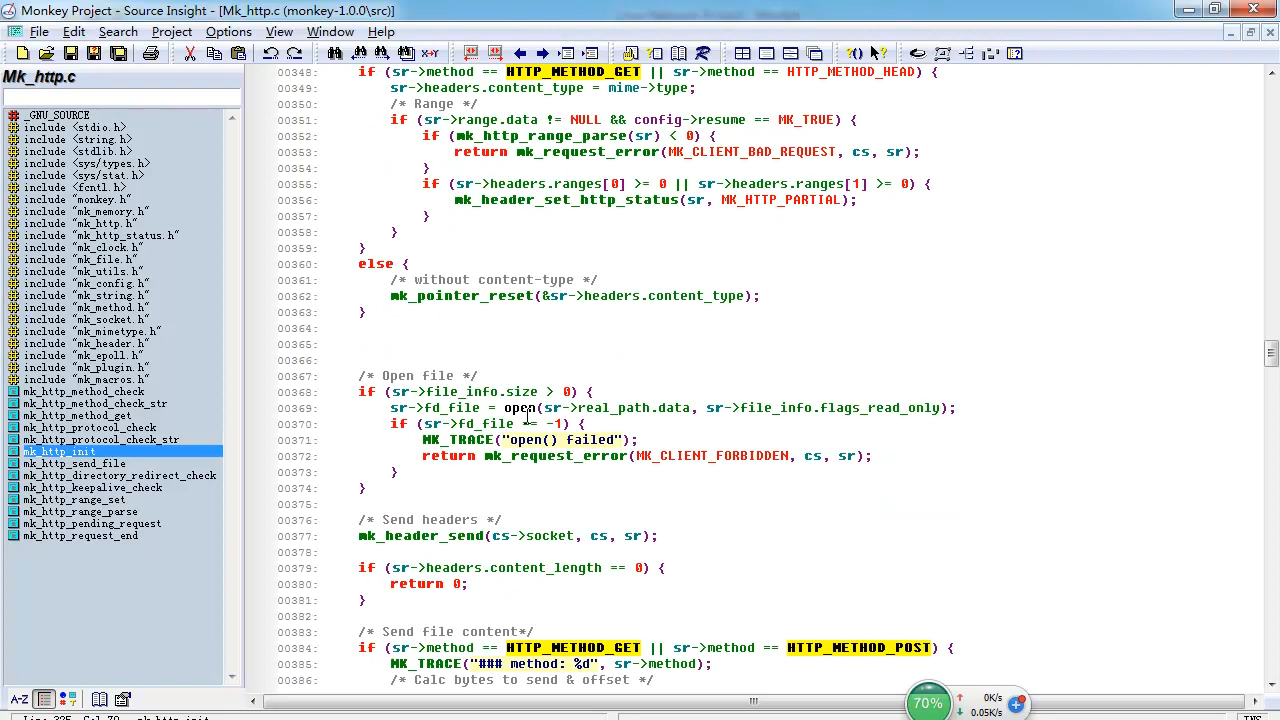 Monkey Project - Source Insight - [Mk_http.c (monkey-1.0.0\src)]
File Edit Search Project Options View Window Help
Mk_http.c
_GNU_SOURCE
include <stdio.h>
include <string.h>
include <stdlib.h>
include <sys/types.h>
include <sys/stat.h>
include <fcntl.h>
include "monkey.h"
include "mk_memory.h"
include "mk_http.h"
include "mk_http_status.h"
include "mk_clock.h"
include "mk_file.h"
include "mk_utils.h"
include "mk_config.h"
include "mk_string.h"
include "mk_method.h"
include "mk_socket.h"
include "mk_mimetype.h"
include "mk_header.h"
include "mk_epoll.h"
include "mk_plugin.h"
include "mk_macros.h"
mk_http_method_check
mk_http_method_check_str
mk_http_method_get
mk_http_protocol_check
mk_http_protocol_check_str
mk_http_init
mk_http_send_file
mk_http_directory_redirect_check
mk_http_keepalive_check
mk_http_range_set
mk_http_range_parse
mk_http_pending_request
mk_http_request_end
A-Z
00348: if (sr->method == HTTP_METHOD_GET || sr->method == HTTP_METHOD_HEAD) {
00349: sr->headers.content_type = mime->type;
00350: /* Range */
00351: if (sr->range.data != NULL && config->resume == MK_TRUE) {
00352: if (mk_http_range_parse(sr) < 0) {
00353: return mk_request_error(MK_CLIENT_BAD_REQUEST, cs, sr);
00354: }
00355: if (sr->headers.ranges[0] >= 0 || sr->headers.ranges[1] >= 0) {
00356: mk_header_set_http_status(sr, MK_HTTP_PARTIAL);
00357: }
00358: }
00359: }
00360: else {
00361: /* without content-type */
00362: mk_pointer_reset(&sr->headers.content_type);
00363: }
00364:
00365:
00366:
00367: /* Open file */
00368: if (sr->file_info.size > 0) {
00369: sr->fd_file = open(sr->real_path.data, sr->file_info.flags_read_only);
00370: if (sr->fd_file == -1) {
00371: MK_TRACE("open() failed");
00372: return mk_request_error(MK_CLIENT_FORBIDDEN, cs, sr);
00373: }
00374: }
00375:
00376: /* Send headers */
00377: mk_header_send(cs->socket, cs, sr);
00378:
00379: if (sr->headers.content_length == 0) {
00380: return 0;
00381: }
00382:
00383: /* Send file content*/
00384: if (sr->method == HTTP_METHOD_GET || sr->method == HTTP_METHOD_POST) {
00385: MK_TRACE("### method: %d", sr->method);
00386: /* Calc bytes to send & offset */
70%
0K/S
0.05K/S